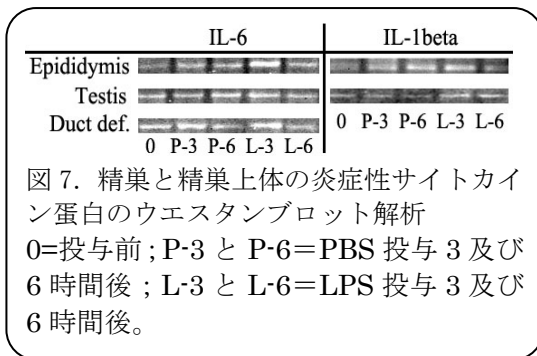 IL-6 IL-1beta
Epididymis
Testis
Duct def.
0 P-3 P-6 L-3 L-6
0 P-3 P-6 L-3 L-6
図 7. 精巣と精巣上体の炎症性サイトカイ
ン蛋白のウエスタンブロット解析
0=投与前;P-3 と P-6=PBS 投与 3 及び
6 時間後;L-3 と L-6=LPS 投与 3 及び
6 時間後。